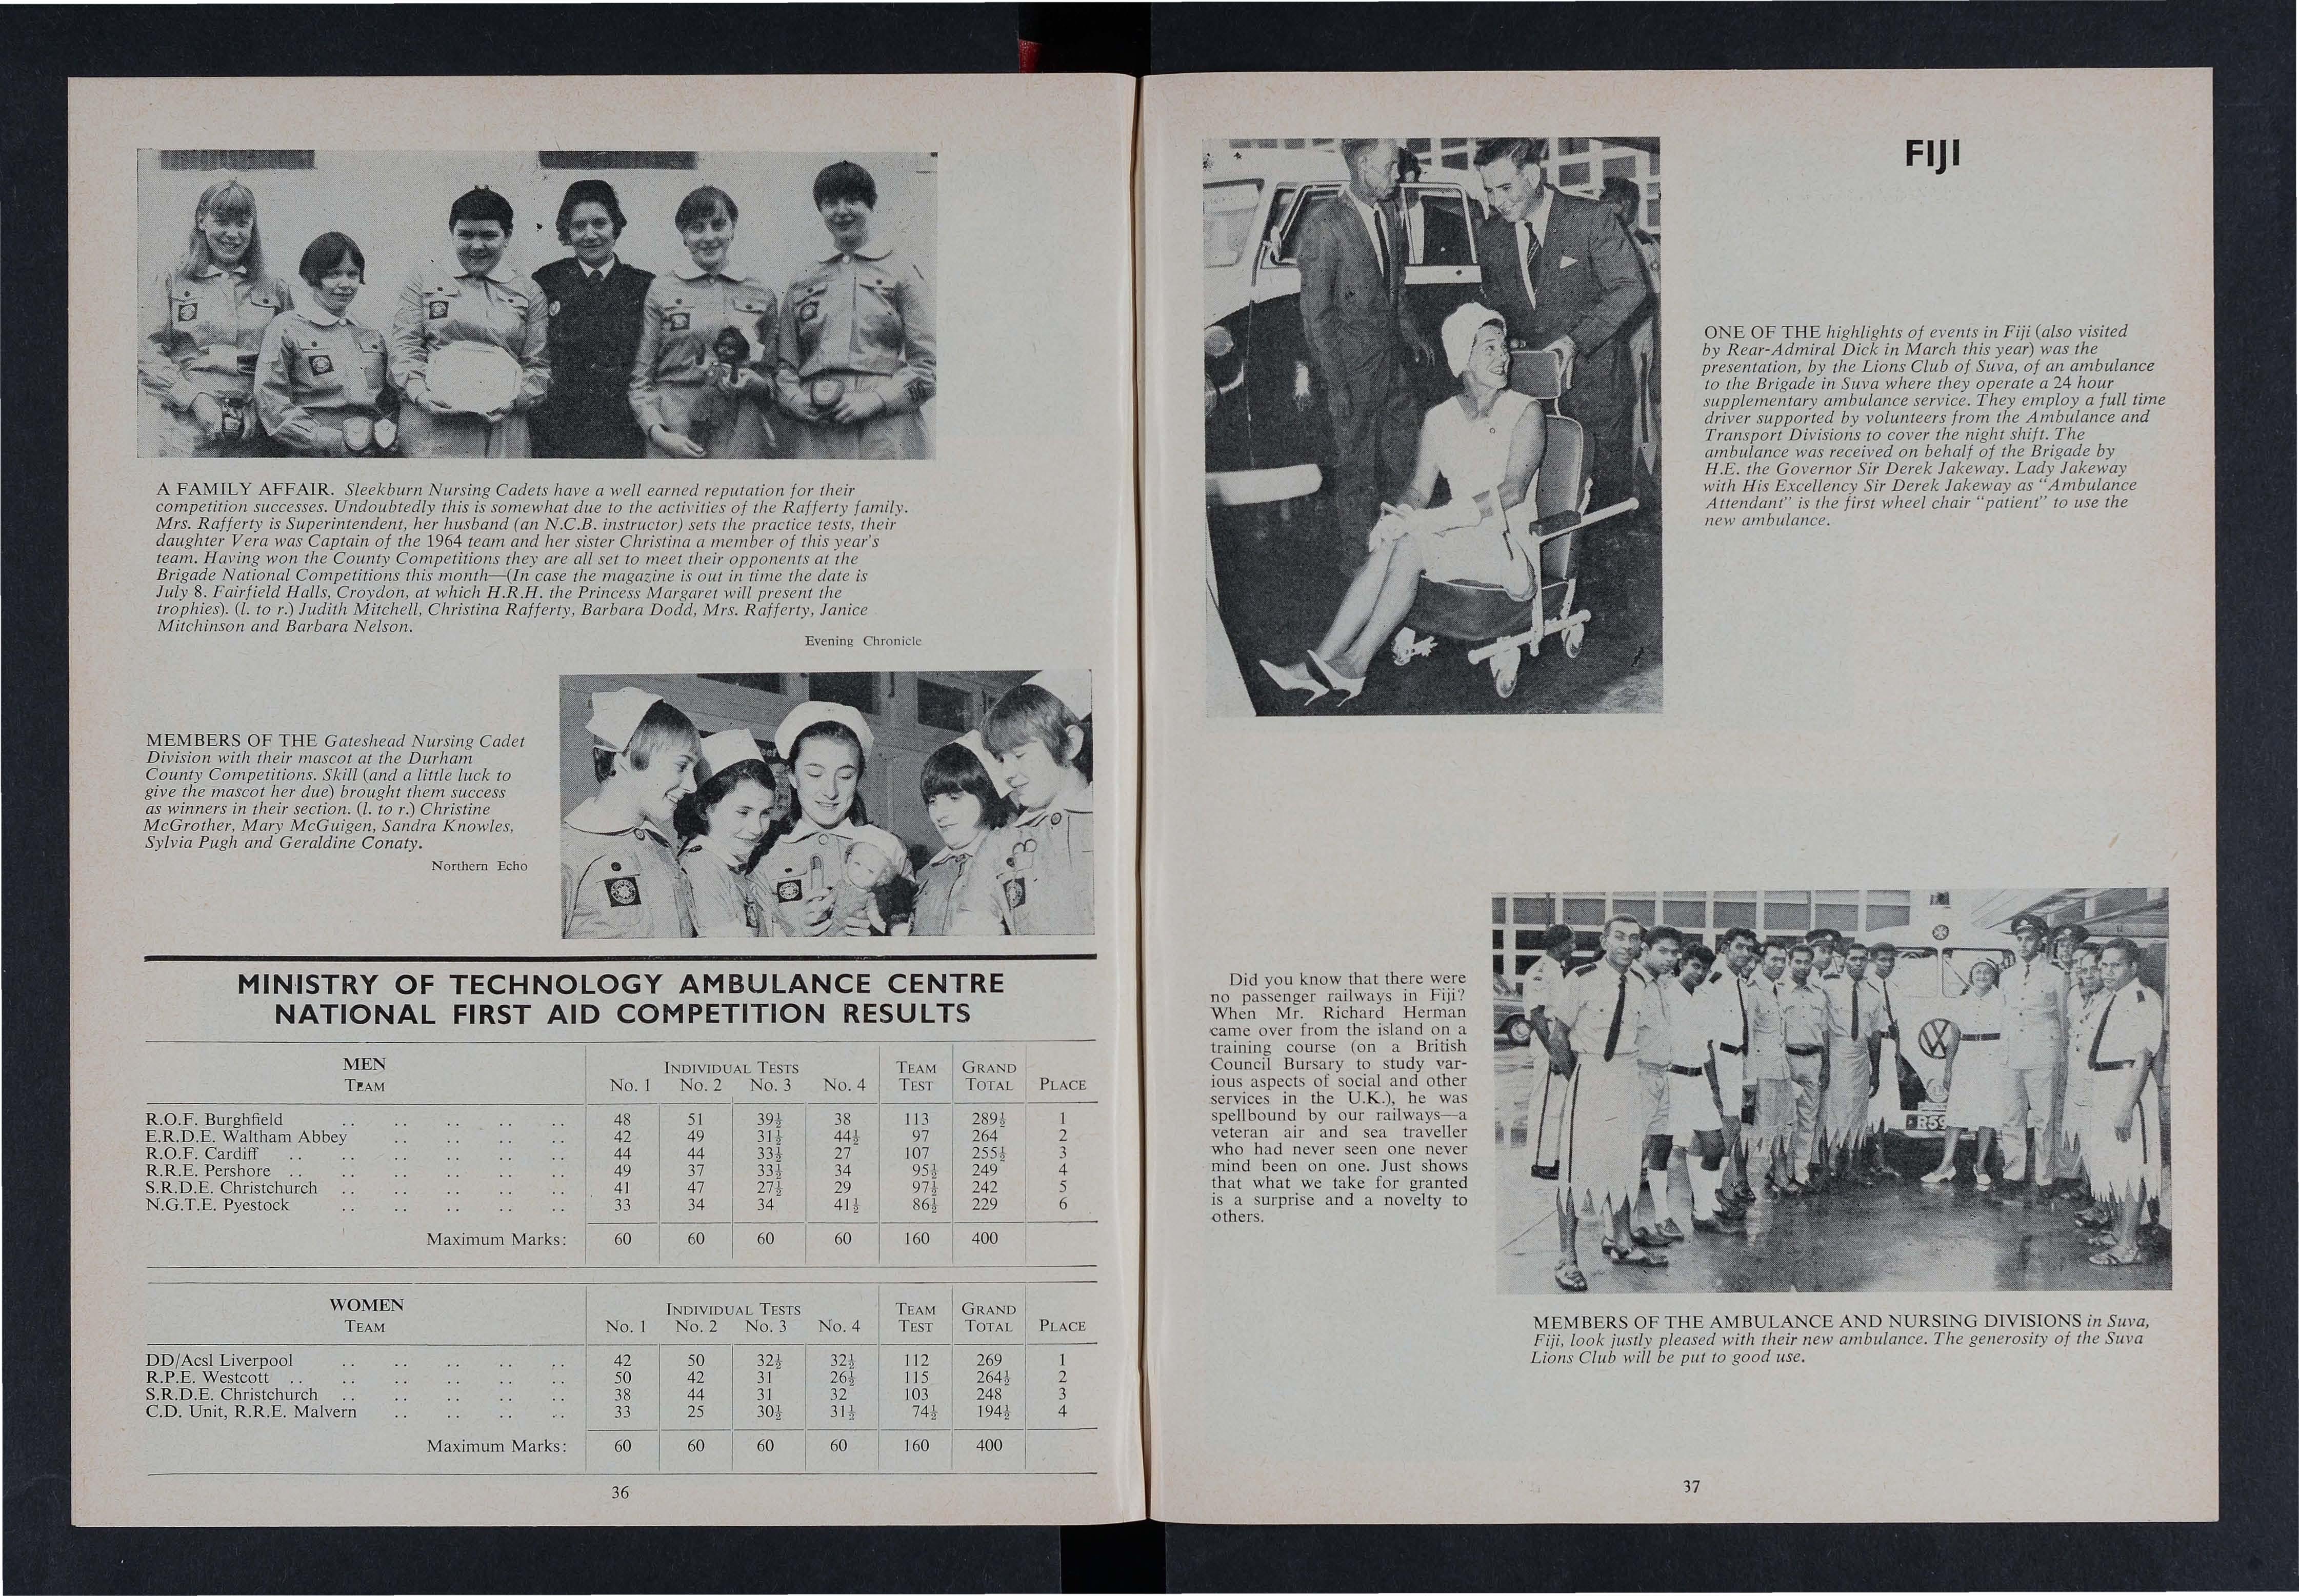 A FAMILY AFFAIR. Sleekburn Nursing Cadets have a well earned reputation for their
competition successes. Undoubtedly this is somewhat due to the activities of the Rafferty family.
Mrs. Rafferty is Superintendent, her husband (an N.C.B. instructor) sets the practice tests, their
daughter Vera was Captain of the 1964 team and her sister Christina a member of this year's
team. Having won the County Competitions they are all set to meet their opponents at the
Brigade National Competitions this month—(In case the magazine is out in time the date is
July 8. Fairfield Halls, Croydon, at which H.R.H. the Princess Margaret will present the
trophies). (l. to r.) Judith Mitchell, Christina Rafferty, Barbara Dodd, Mrs. Rafferty, Janice
Mitchinson and Barbara Nelson.
Evening Chronicle
MEMBERS OF THE Gateshead Nursing Cadet
Division with their mascot at the Durham
County Competitions. Skill (and a little luck to
give the mascot her due) brought them success
as winners in their section. (l. to r.) Christine
McGrother, Mary McGuigen, Sandra Knowles,
Sylvia Pugh and Geraldine Conaty.
Northern Echo
MINISTRY OF TECHNOLOGY AMBULANCE CENTRE
NATIONAL FIRST AID COMPETITION RESULTS
MEN
INDIVIDUAL TESTS TEAM GRAND
TEAM No. 1 No. 2 No. 3 No. 4 TEST TOTAL PLACE
R.O.F. Burghfield .. .. .. .. .. 48 51 39½ 38 113 289½ 1
E.R.D.E. Waltham Abbey .. .. .. .. 42 49 31½ 44½ 97 264 2
R.O.F. Cardiff .. .. .. .. .. .. 44 44 33½ 27 107 255½ 3
R.R.E. Pershore .. .. .. .. .. .. 49 37 33½ 34 95½ 249 4
S.R.D.E. Christchurch .. .. .. .. .. 41 47 27½ 29 97½ 242 5
N.G.T.E. Pyestock .. .. .. .. .. 33 34 34 41½ 86½ 229 6
Maximum Marks: 60 60 60 60 160 400
WOMEN
INDIVIDUAL TESTS TEAM GRAND
TEAM No. 1 No. 2 No. 3 No. 4 TEST TOTAL PLACE
DD/Acsl Liverpool .. .. .. .. .. 42 50 32½ 32½ 112 269 1
R.P.E. Westcott .. .. .. .. .. .. 50 42 31 26½ 115 264½ 2
S.R.D.E. Christchurch .. .. .. .. .. 38 44 31 32 103 248 3
C.D. Unit, R.R.E. Malvern .. .. .. .. 33 25 30½ 31½ 74½ 194½ 4
Maximum Marks: 60 60 60 60 160 400
36
FIJI
ONE OF THE highlights of events in Fiji (also visited
by Rear-Admiral Dick in March this year) was the
presentation, by the Lions Club of Suva, of an ambulance
to the Brigade in Suva where they operate a 24 hour
supplementary ambulance service. They employ a full time
driver supported by volunteers from the Ambulance and
Transport Divisions to cover the night shift. The
ambulance was received on behalf of the Brigade by
H.E. the Governor Sir Derek Jakeway. Lady Jakeway
with His Excellency Sir Derek Jakeway as "Ambulance
Attendant" is the first wheel chair "patient" to use the
new ambulance.
Did you know that there were
no passenger railways in Fiji?
When Mr. Richard Herman
came over from the island on a
training course (on a British
Council Bursary to study var-
ious aspects of social and other
services in the U.K.), he was
spellbound by our railways—a
veteran air and sea traveller
who had never seen one never
mind been on one. Just shows
that what we take for granted
is a surprise and a novelty to
others.
MEMBERS OF THE AMBULANCE AND NURSING DIVISIONS in Suva,
Fiji, look justly pleased with their new ambulance. The generosity of the Suva
Lions Club will be put to good use.
37